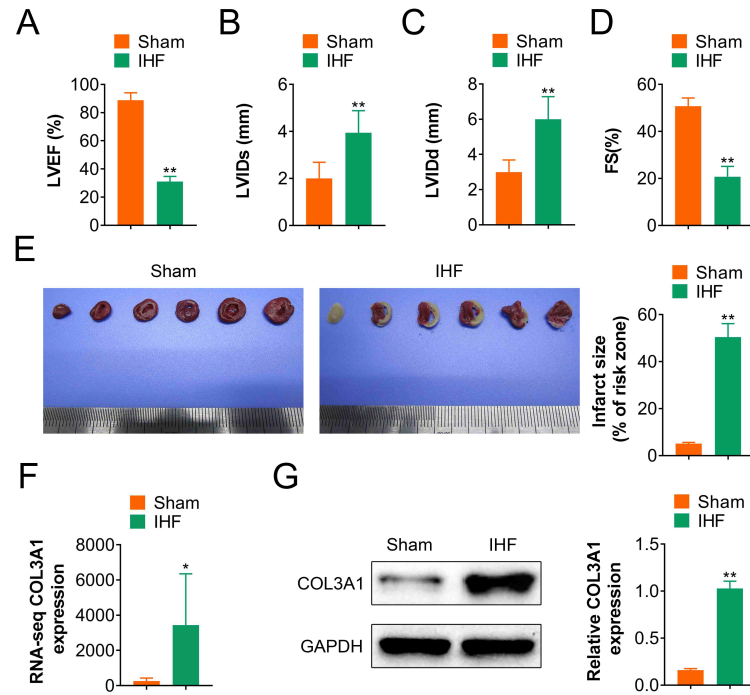 A
Sham
IHF
LVEF (%)
100
80
60
40
20
0
**
B
Sham
IHF
LVIDs (mm)
6
4
2
0
**
C
Sham
IHF
LVIDd (mm)
8
6
4
2
0
**
D
Sham
IHF
FS(%)
60
40
20
0
**
E
Sham
IHF
Sham
IHF
Infarct size
(% of risk zone)
60
40
20
0
**
F
Sham
IHF
RNA-seq COL3A1
expression
8000
6000
4000
2000
0
*
G
Sham
IHF
COL3A1
GAPDH
Sham
IHF
Relative COL3A1
expression
1.5
1.0
0.5
0.0
**